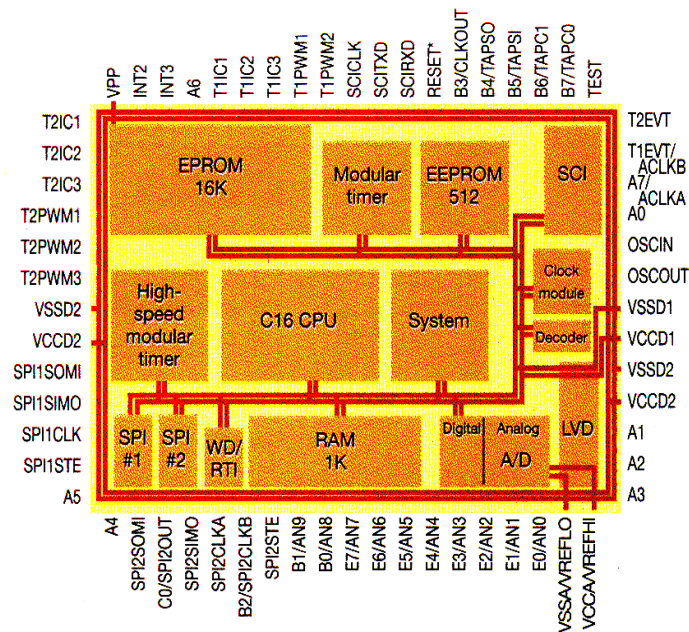 VPP
INT2
INT3
A6
T1IC1
T1IC2
T1IC3
T1PWM1
T1PWM2
SCICLK
SCITXD
SCIRXD
RESET*
B3/CLKOUT
B4/TAPSO
B5/TAPSI
B6/TAPC1
B7/TAPC0
TEST
T2IC1
T2IC2
T2IC3
T2PWM1
T2PWM2
T2PWM3
VSSD2
VCCD2
SPI1SOMI
SPI1SIMO
SPI1CLK
SPI1STE
A5
EPROM
16K
Modular
timer
EEPROM
512
SCI
Clock
module
Decoder
High-
speed
modular
timer
C16 CPU
System
SPI
#1
SPI
#2
WD/
RTI
RAM
1K
Digital
Analog
A/D
LVD
T2EVT
T1EVT/
ACLKB
A7/
ACLKA
A0
OSCIN
OSCOUT
VSSD1
VCCD1
VSSD2
VCCD2
A1
A2
A3
A4
SPI2SOMI
C0/SPI2OUT
SPI2SIMO
SPI2CLKA
B2/SPI2CLKB
SPI2STE
B1/AN9
B0/AN8
E7/AN7
E6/AN6
E5/AN5
E4/AN4
E3/AN3
E2/AN2
E1/AN1
E0/AN0
VSSA/VREFLO
VCCA/VREFHI